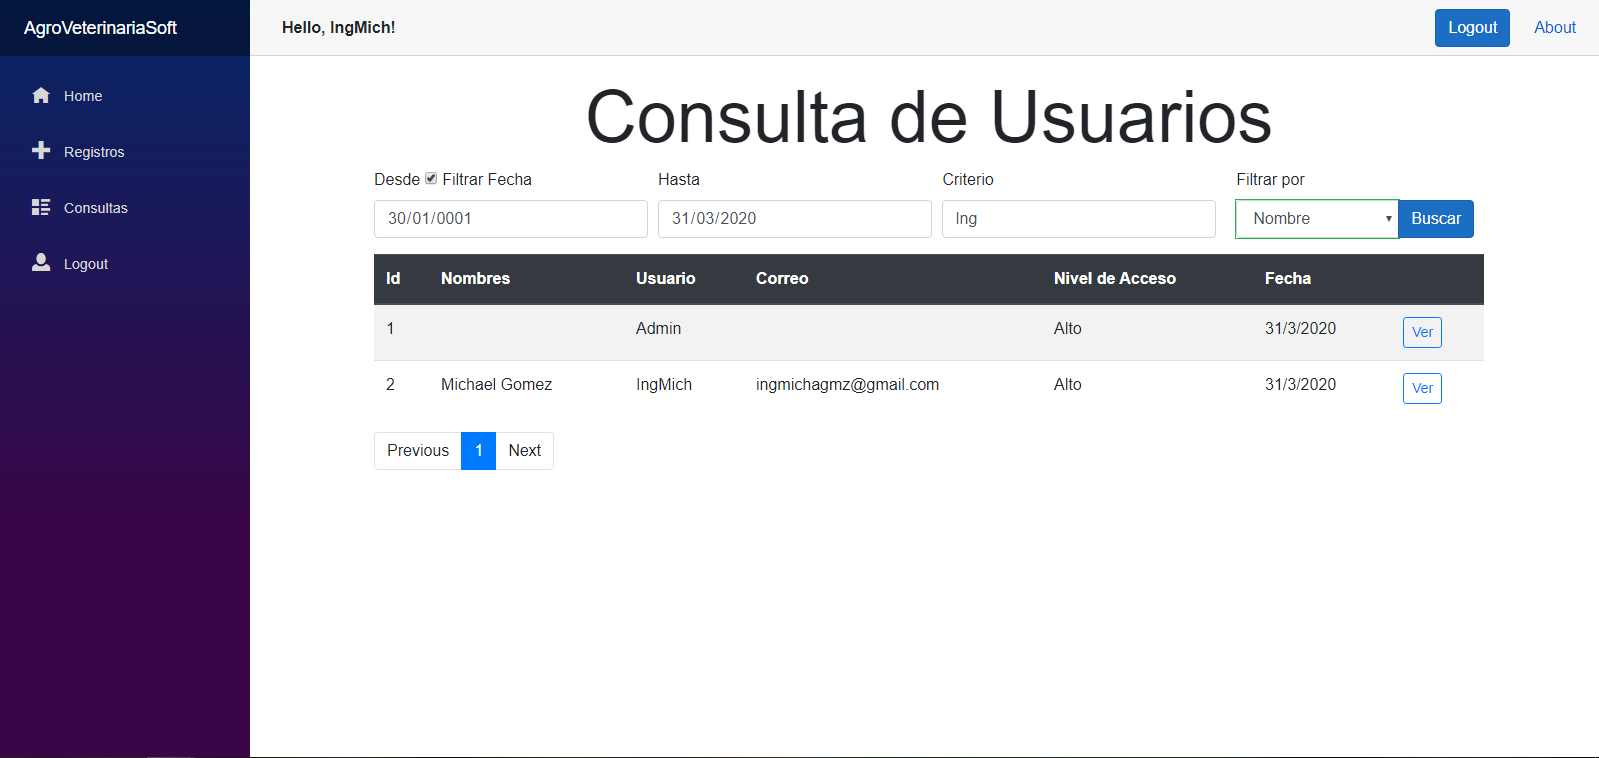 AgroVeterinariaSoft
Hello, IngMich!
Logout
About
Home
Registros
Consultas
Logout
Consulta de Usuarios
Desde Filtrar Fecha
Hasta
Criterio
Filtrar por
30/01/0001
31/03/2020
Ing
Nombre
Buscar
Id Nombres Usuario Correo Nivel de Acceso Fecha
1 Admin Alto 31/3/2020 Ver
2 Michael Gomez IngMich ingmichagmz@gmail.com Alto 31/3/2020 Ver
Previous 1 Next